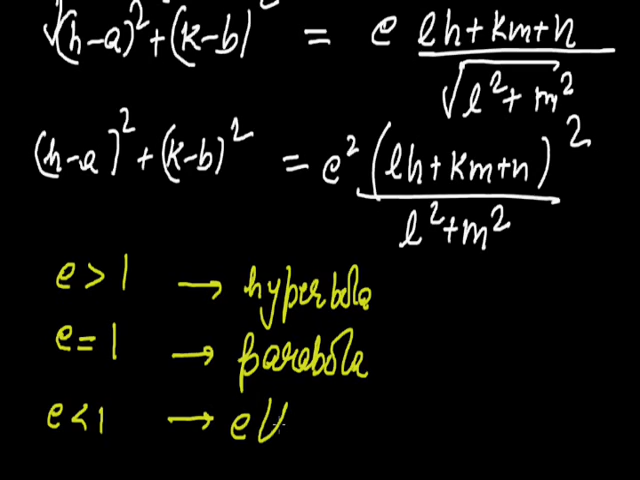 √(h-a)²+(k-b)² = e (lh+km+n)/√(l²+m²)
(h-a)²+(k-b)² = e² (lh+km+n)²/(l²+m²)
e > 1 → hyperbola
e = 1 → parabola
e < 1 → ell